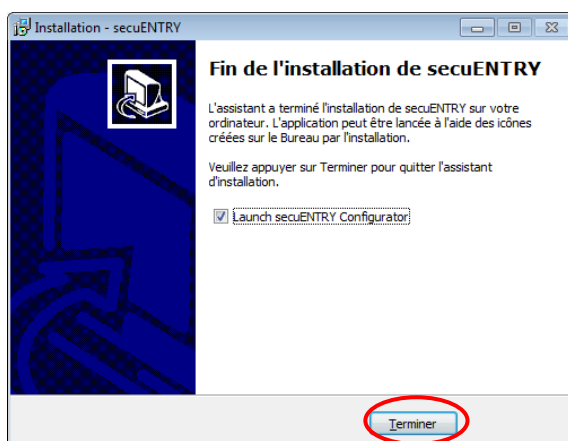 Installation - secuENTRY
Fin de l'installation de secuENTRY
L'assistant a terminé l'installation de secuENTRY sur votre
ordinateur. L'application peut être lancée à l'aide des icônes
créées sur le Bureau par l'installation.
Veuillez appuyer sur Terminer pour quitter l'assistant
d'installation.
Launch secuENTRY Configurator
Terminer